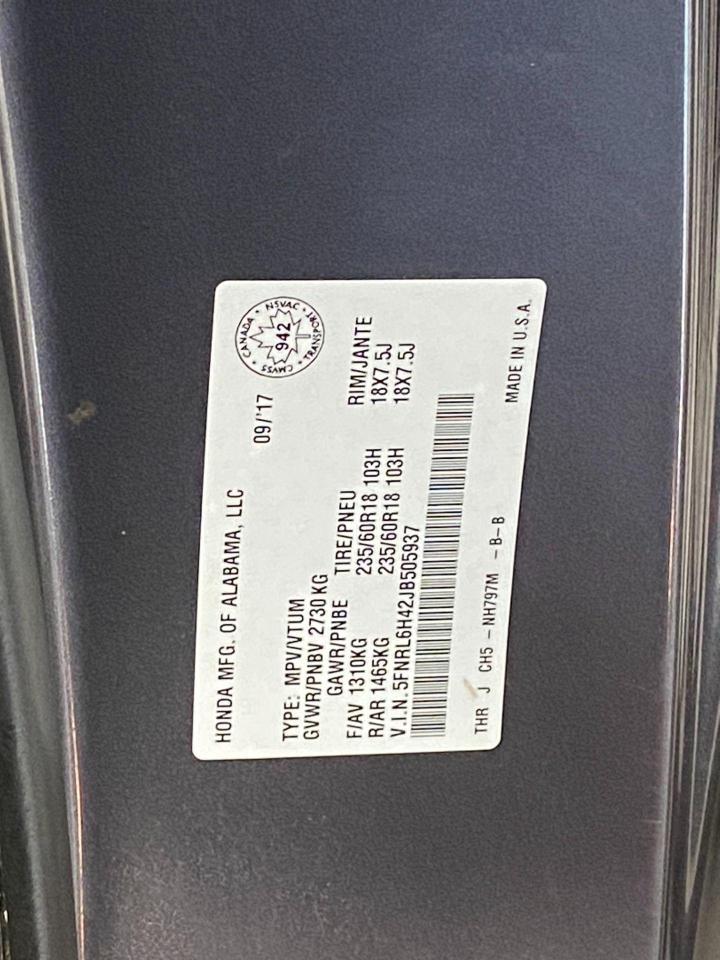 HONDA MFG. OF ALABAMA, LLC
09/'17
CANADA • NSVAC • TRANSPORT • CMVSS
942
TYPE: MPV/VTUM
GVWR/PNBV 2730KG
GAWR/PNBE TIRE/PNEU RIM/JANTE
F/AV 1310KG 235/60R18 103H 18X7.5J
R/AR 1465KG 235/60R18 103H 18X7.5J
V.I.N.5FNRL6H42JB505937
THR J CH5 - NH797M - B-B MADE IN U.S.A.